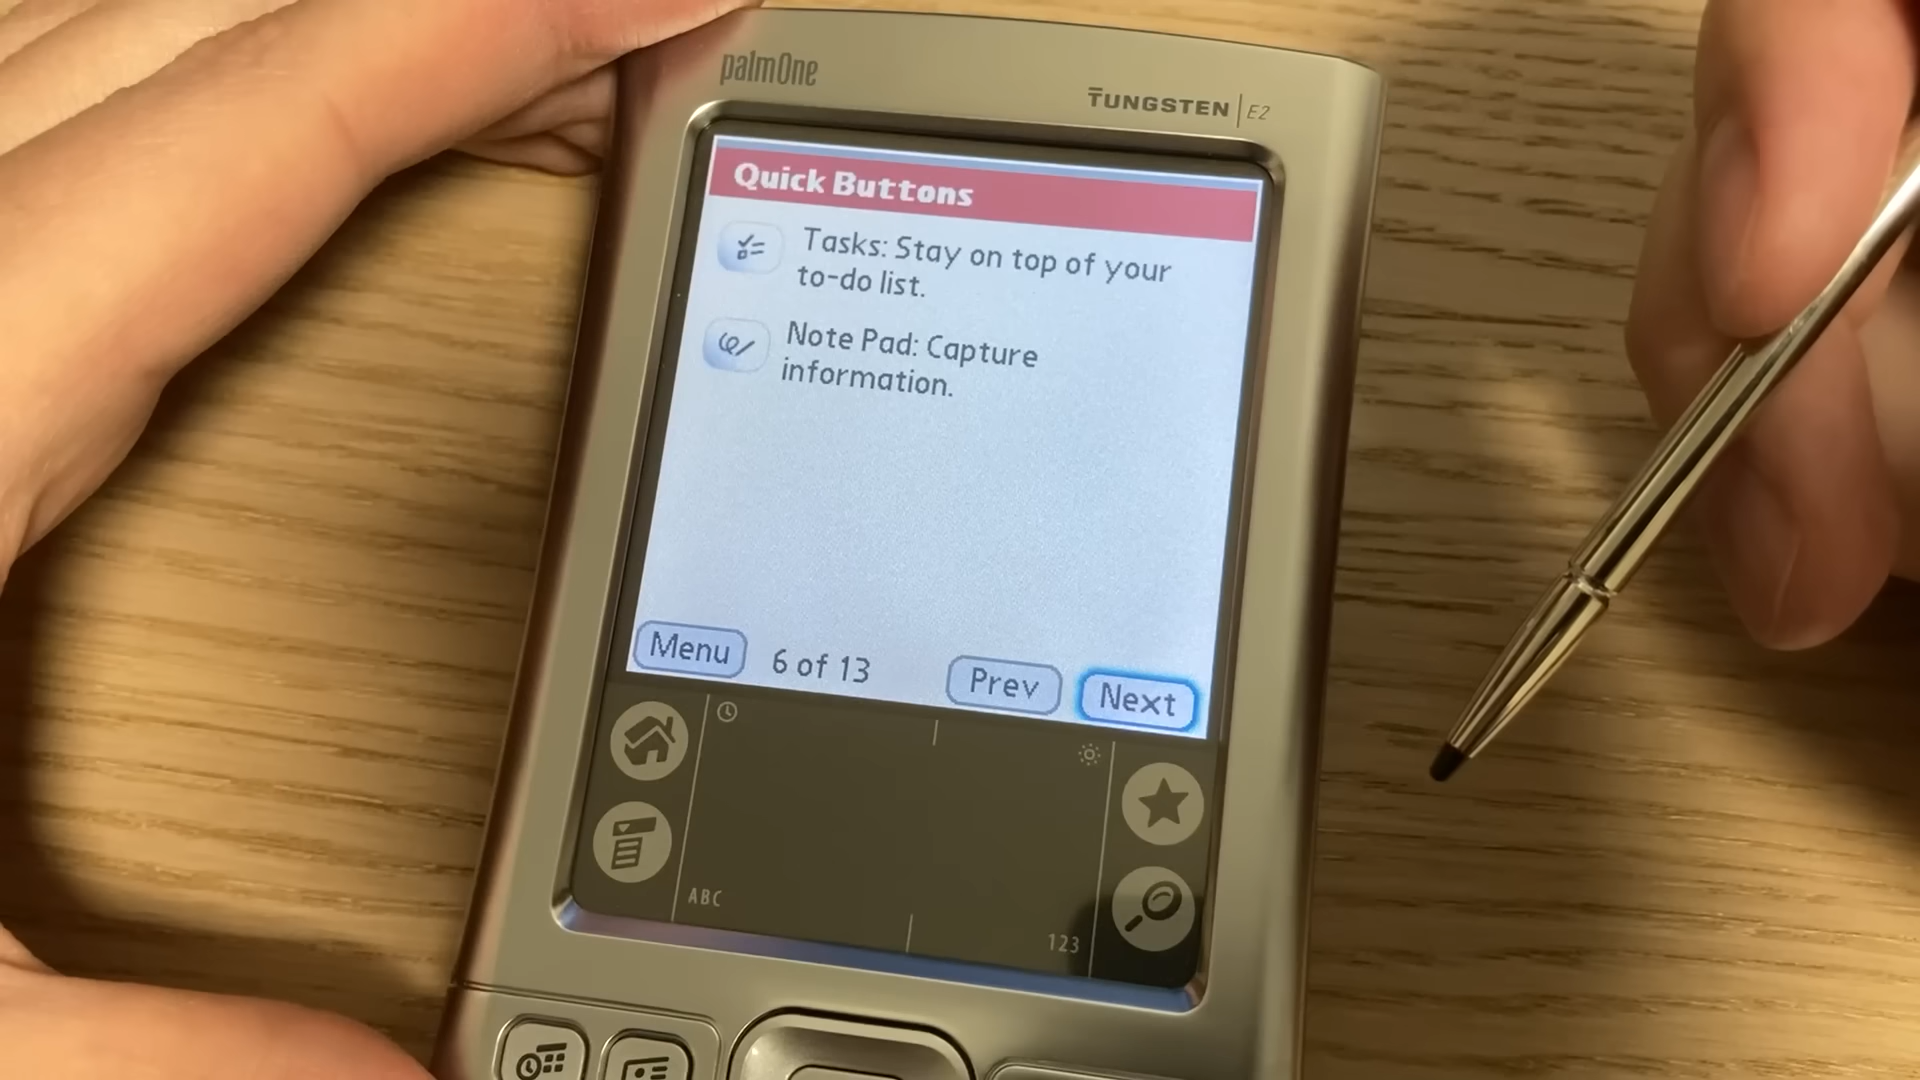 palmOne
TUNGSTEN | E2
Quick Buttons
Tasks: Stay on top of your
to-do list.
Note Pad: Capture
information.
Menu 6 of 13 Prev Next
ABC
123